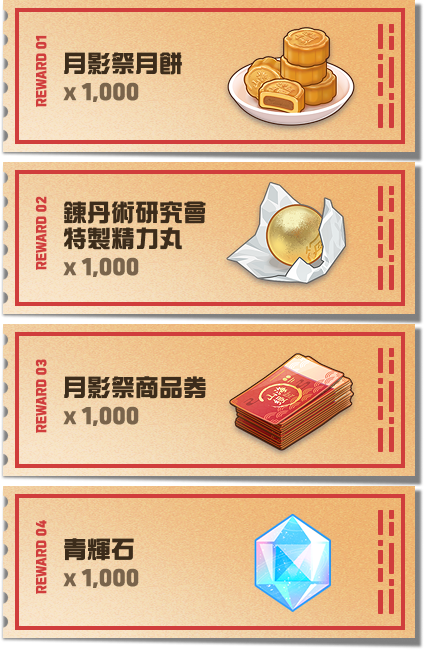 REWARD 01
月影祭月餅
x 1,000
REWARD 02
鍊丹術研究會
特製精力丸
x 1,000
REWARD 03
月影祭商品券
x 1,000
REWARD 04
青輝石
x 1,000